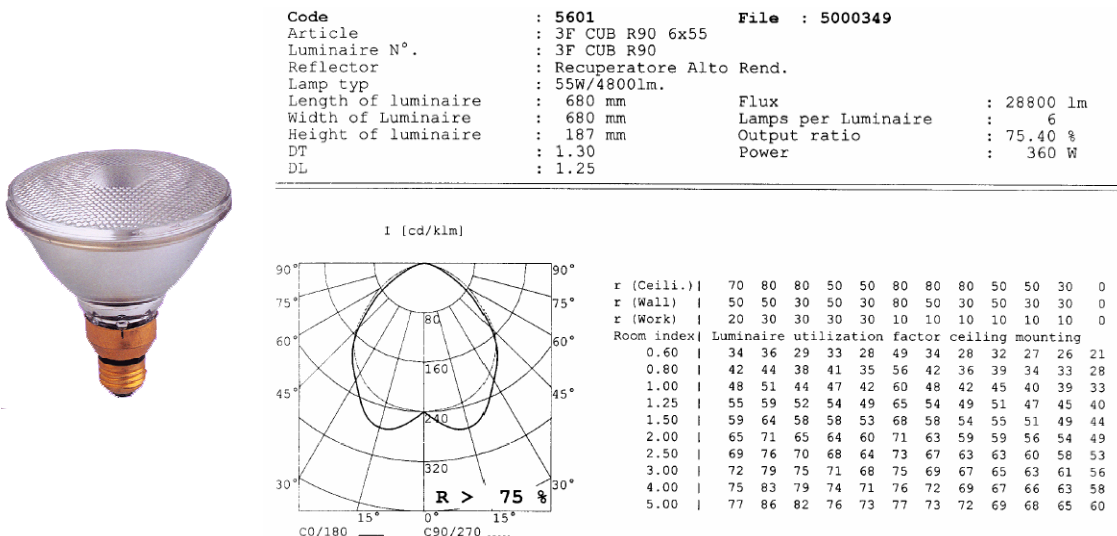 Code : 5601 File : 5000349
Article : 3F CUB R90 6x55
Luminaire N°. : 3F CUB R90
Reflector : Recuperatore Alto Rend.
Lamp typ : 55W/4800lm.
Length of luminaire : 680 mm Flux : 28800 lm
Width of Luminaire : 680 mm Lamps per Luminaire : 6
Height of luminaire : 187 mm Output ratio : 75.40 %
DT : 1.30 Power : 360 W
DL : 1.25
I [cd/klm]
90° 90°
75° 80 75°
60° 160 60°
45° 240 45°
320
30° R > 75 % 30°
15° 0° 15°
C0/180 C90/270
r (Ceili.)| 70 80 80 50 50 80 80 80 50 50 30 0
r (Wall) | 50 50 30 50 30 80 50 30 50 30 30 0
r (Work) | 20 30 30 30 30 10 10 10 10 10 10 0
Room index| Luminaire utilization factor ceiling mounting
0.60 | 34 36 29 33 28 49 34 28 32 27 26 21
0.80 | 42 44 38 41 35 56 42 36 39 34 33 28
1.00 | 48 51 44 47 42 60 48 42 45 40 39 33
1.25 | 55 59 52 54 49 65 54 49 51 47 45 40
1.50 | 59 64 58 58 53 68 58 54 55 51 49 44
2.00 | 65 71 65 64 60 71 63 59 59 56 54 49
2.50 | 69 76 70 68 64 73 67 63 63 60 58 53
3.00 | 72 79 75 71 68 75 69 67 65 63 61 56
4.00 | 75 83 79 74 71 76 72 69 67 66 63 58
5.00 | 77 86 82 76 73 77 73 72 69 68 65 60